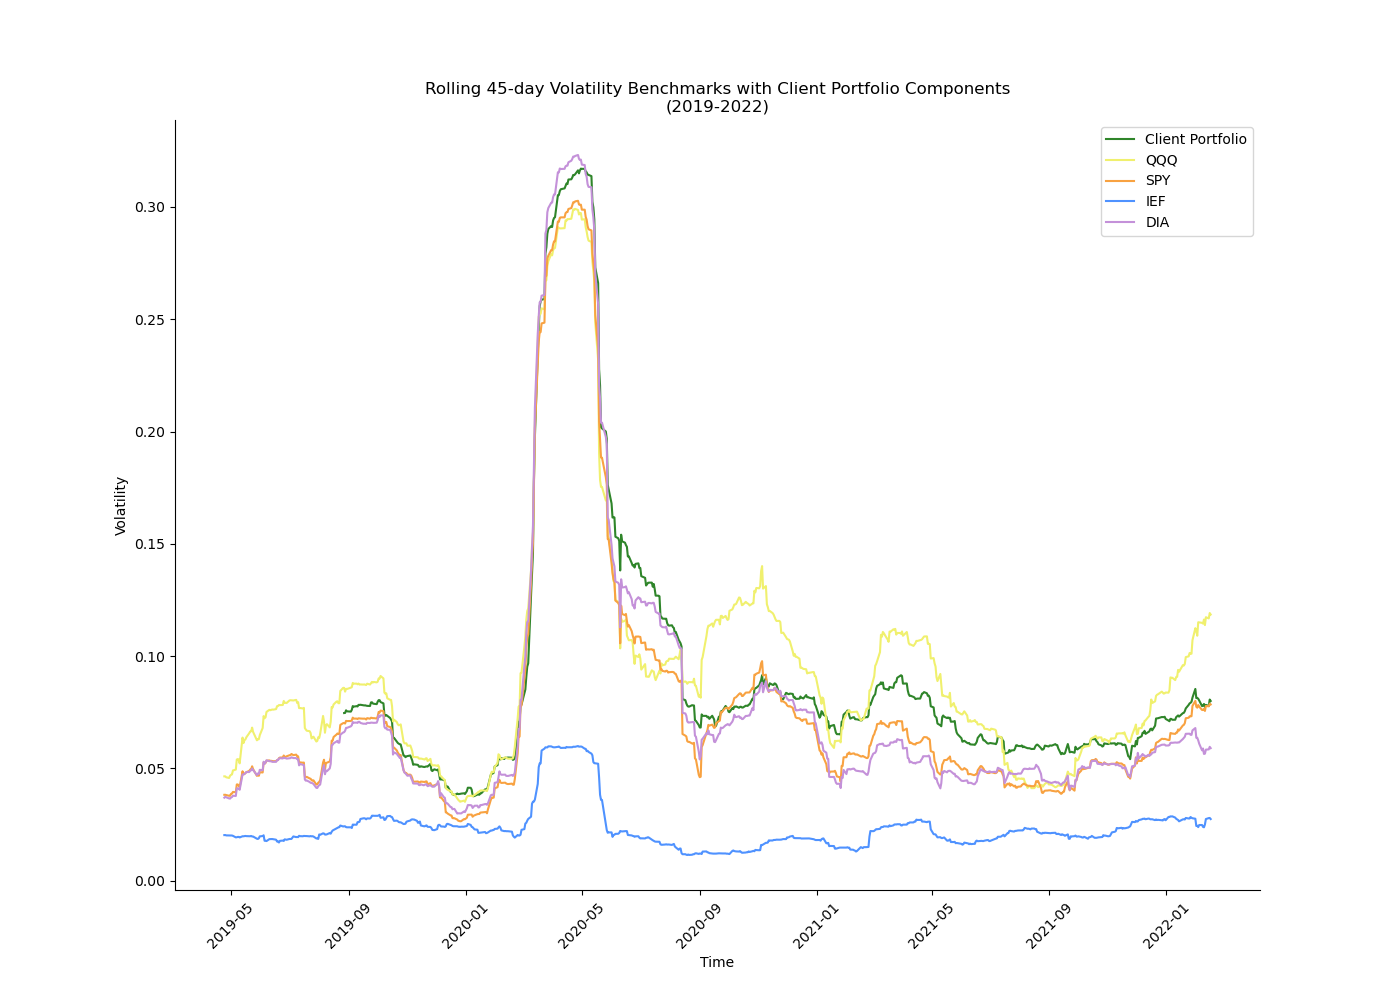 Rolling 45-day Volatility Benchmarks with Client Portfolio Components
(2019-2022)
Client Portfolio
QQQ
SPY
IEF
DIA
Volatility
0.30
0.25
0.20
0.15
0.10
0.05
0.00
2019-05
2019-09
2020-01
2020-05
2020-09
2021-01
2021-05
2021-09
2022-01
Time